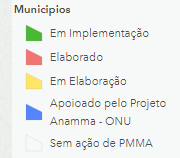 Municipios
Em Implementação
Elaborado
Em Elaboração
Apoioado pelo Projeto
Anamma - ONU
Sem ação de PMMA